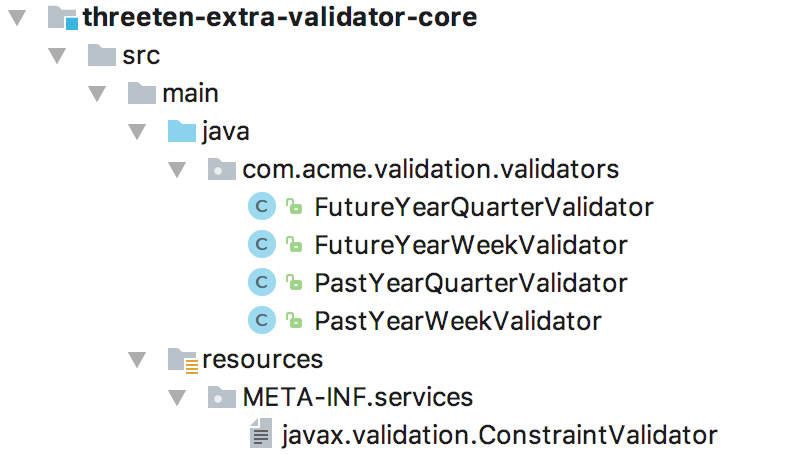 threeten-extra-validator-core
src
main
java
com.acme.validation.validators
C FutureYearQuarterValidator
C FutureYearWeekValidator
C PastYearQuarterValidator
C PastYearWeekValidator
resources
META-INF.services
javax.validation.ConstraintValidator